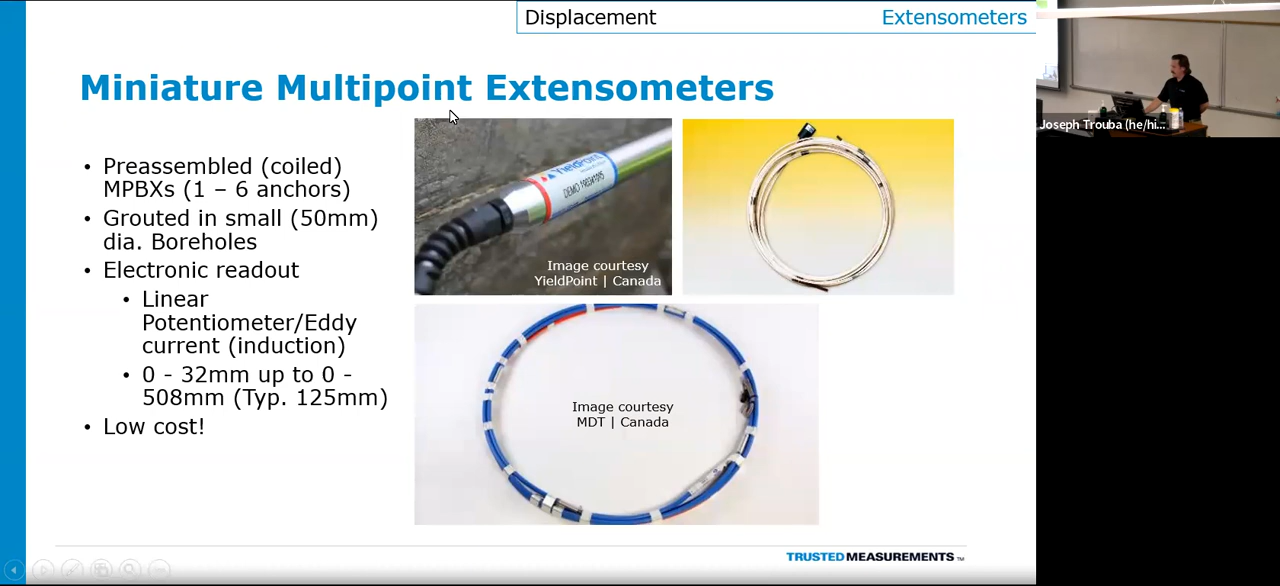 Displacement
Extensometers
Miniature Multipoint Extensometers
• Preassembled (coiled)
MPBXs (1 – 6 anchors)
• Grouted in small (50mm)
dia. Boreholes
• Electronic readout
• Linear
Potentiometer/Eddy
current (induction)
• 0 - 32mm up to 0 -
508mm (Typ. 125mm)
• Low cost!
YieldPoint
Image courtesy
YieldPoint | Canada
Image courtesy
MDT | Canada
TRUSTED MEASUREMENTS™
Joseph Trouba (he/hi...